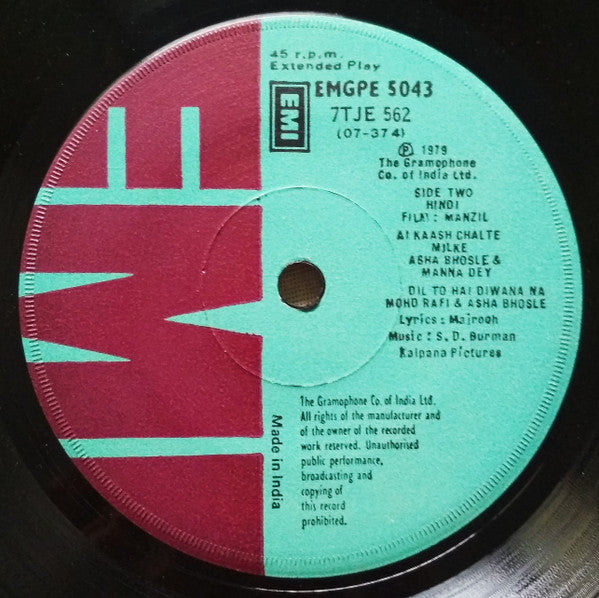 45 r.p.m.
Extended Play
EMI
EMGPE 5043
7TJE 562
(07-374)
Ⓟ 1979
The Gramophone
Co. of India Ltd.
SIDE TWO
HINDI
FILM : MANZIL
AI KAASH CHALTE
MILKE
ASHA BHOSLE &
MANNA DEY
DIL TO HAI DIWANA NA
MOHD RAFI & ASHA BHOSLE
Lyrics : Majrooh
Music : S. D. Burman
Kalpana Pictures
The Gramophone Co. of India Ltd.
All rights of the manufacturer and
of the owner of the recorded
work reserved. Unauthorised
public performance,
broadcasting and
copying of
this record
prohibited.
Made in India
EMI